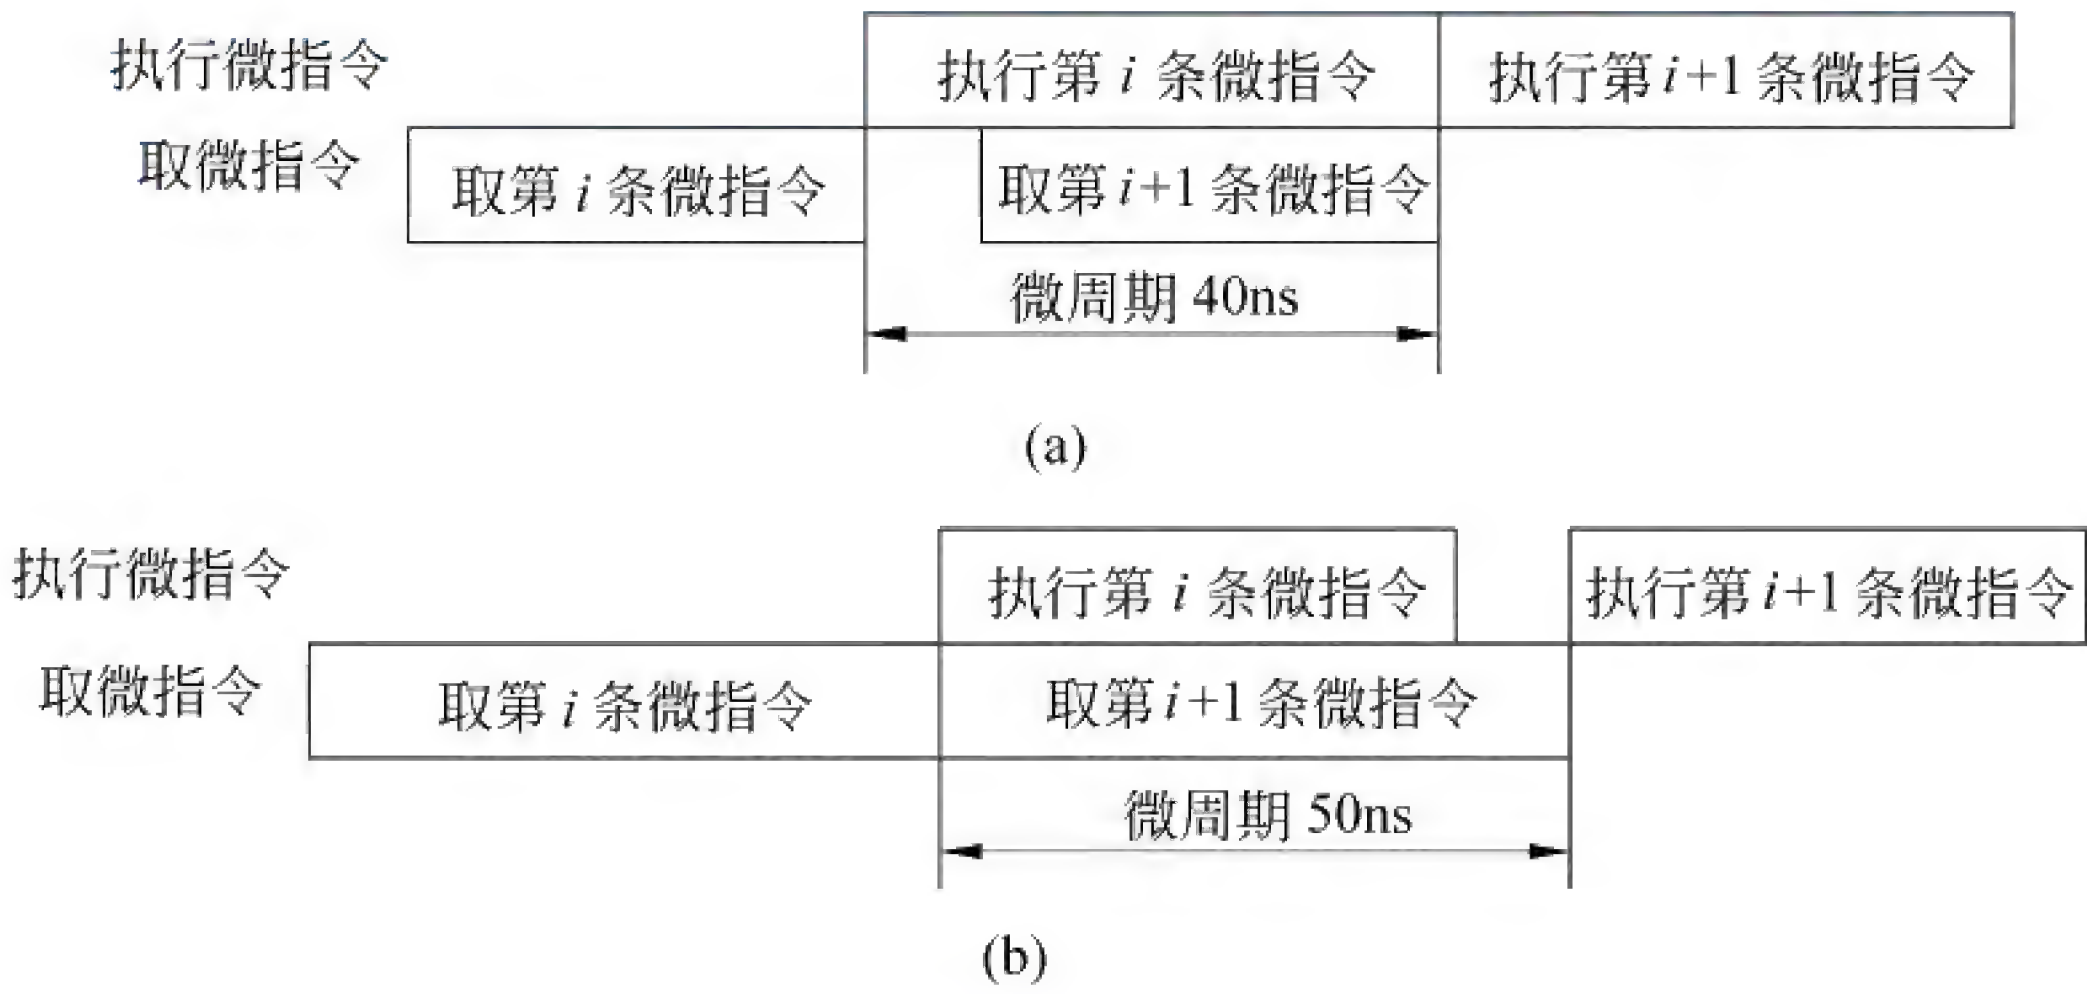 执行微指令
执行第 i 条微指令
执行第 i+1 条微指令
取微指令
取第 i 条微指令
取第 i+1 条微指令
微周期 40ns
(a)
执行微指令
执行第 i 条微指令
执行第 i+1 条微指令
取微指令
取第 i 条微指令
取第 i+1 条微指令
微周期 50ns
(b)